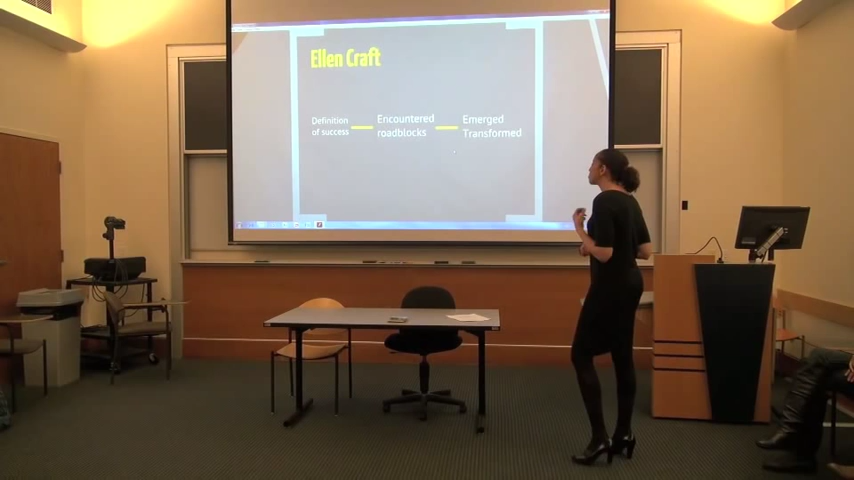 Ellen Craft
Definition
of success
Encountered
roadblocks
Emerged
Transformed